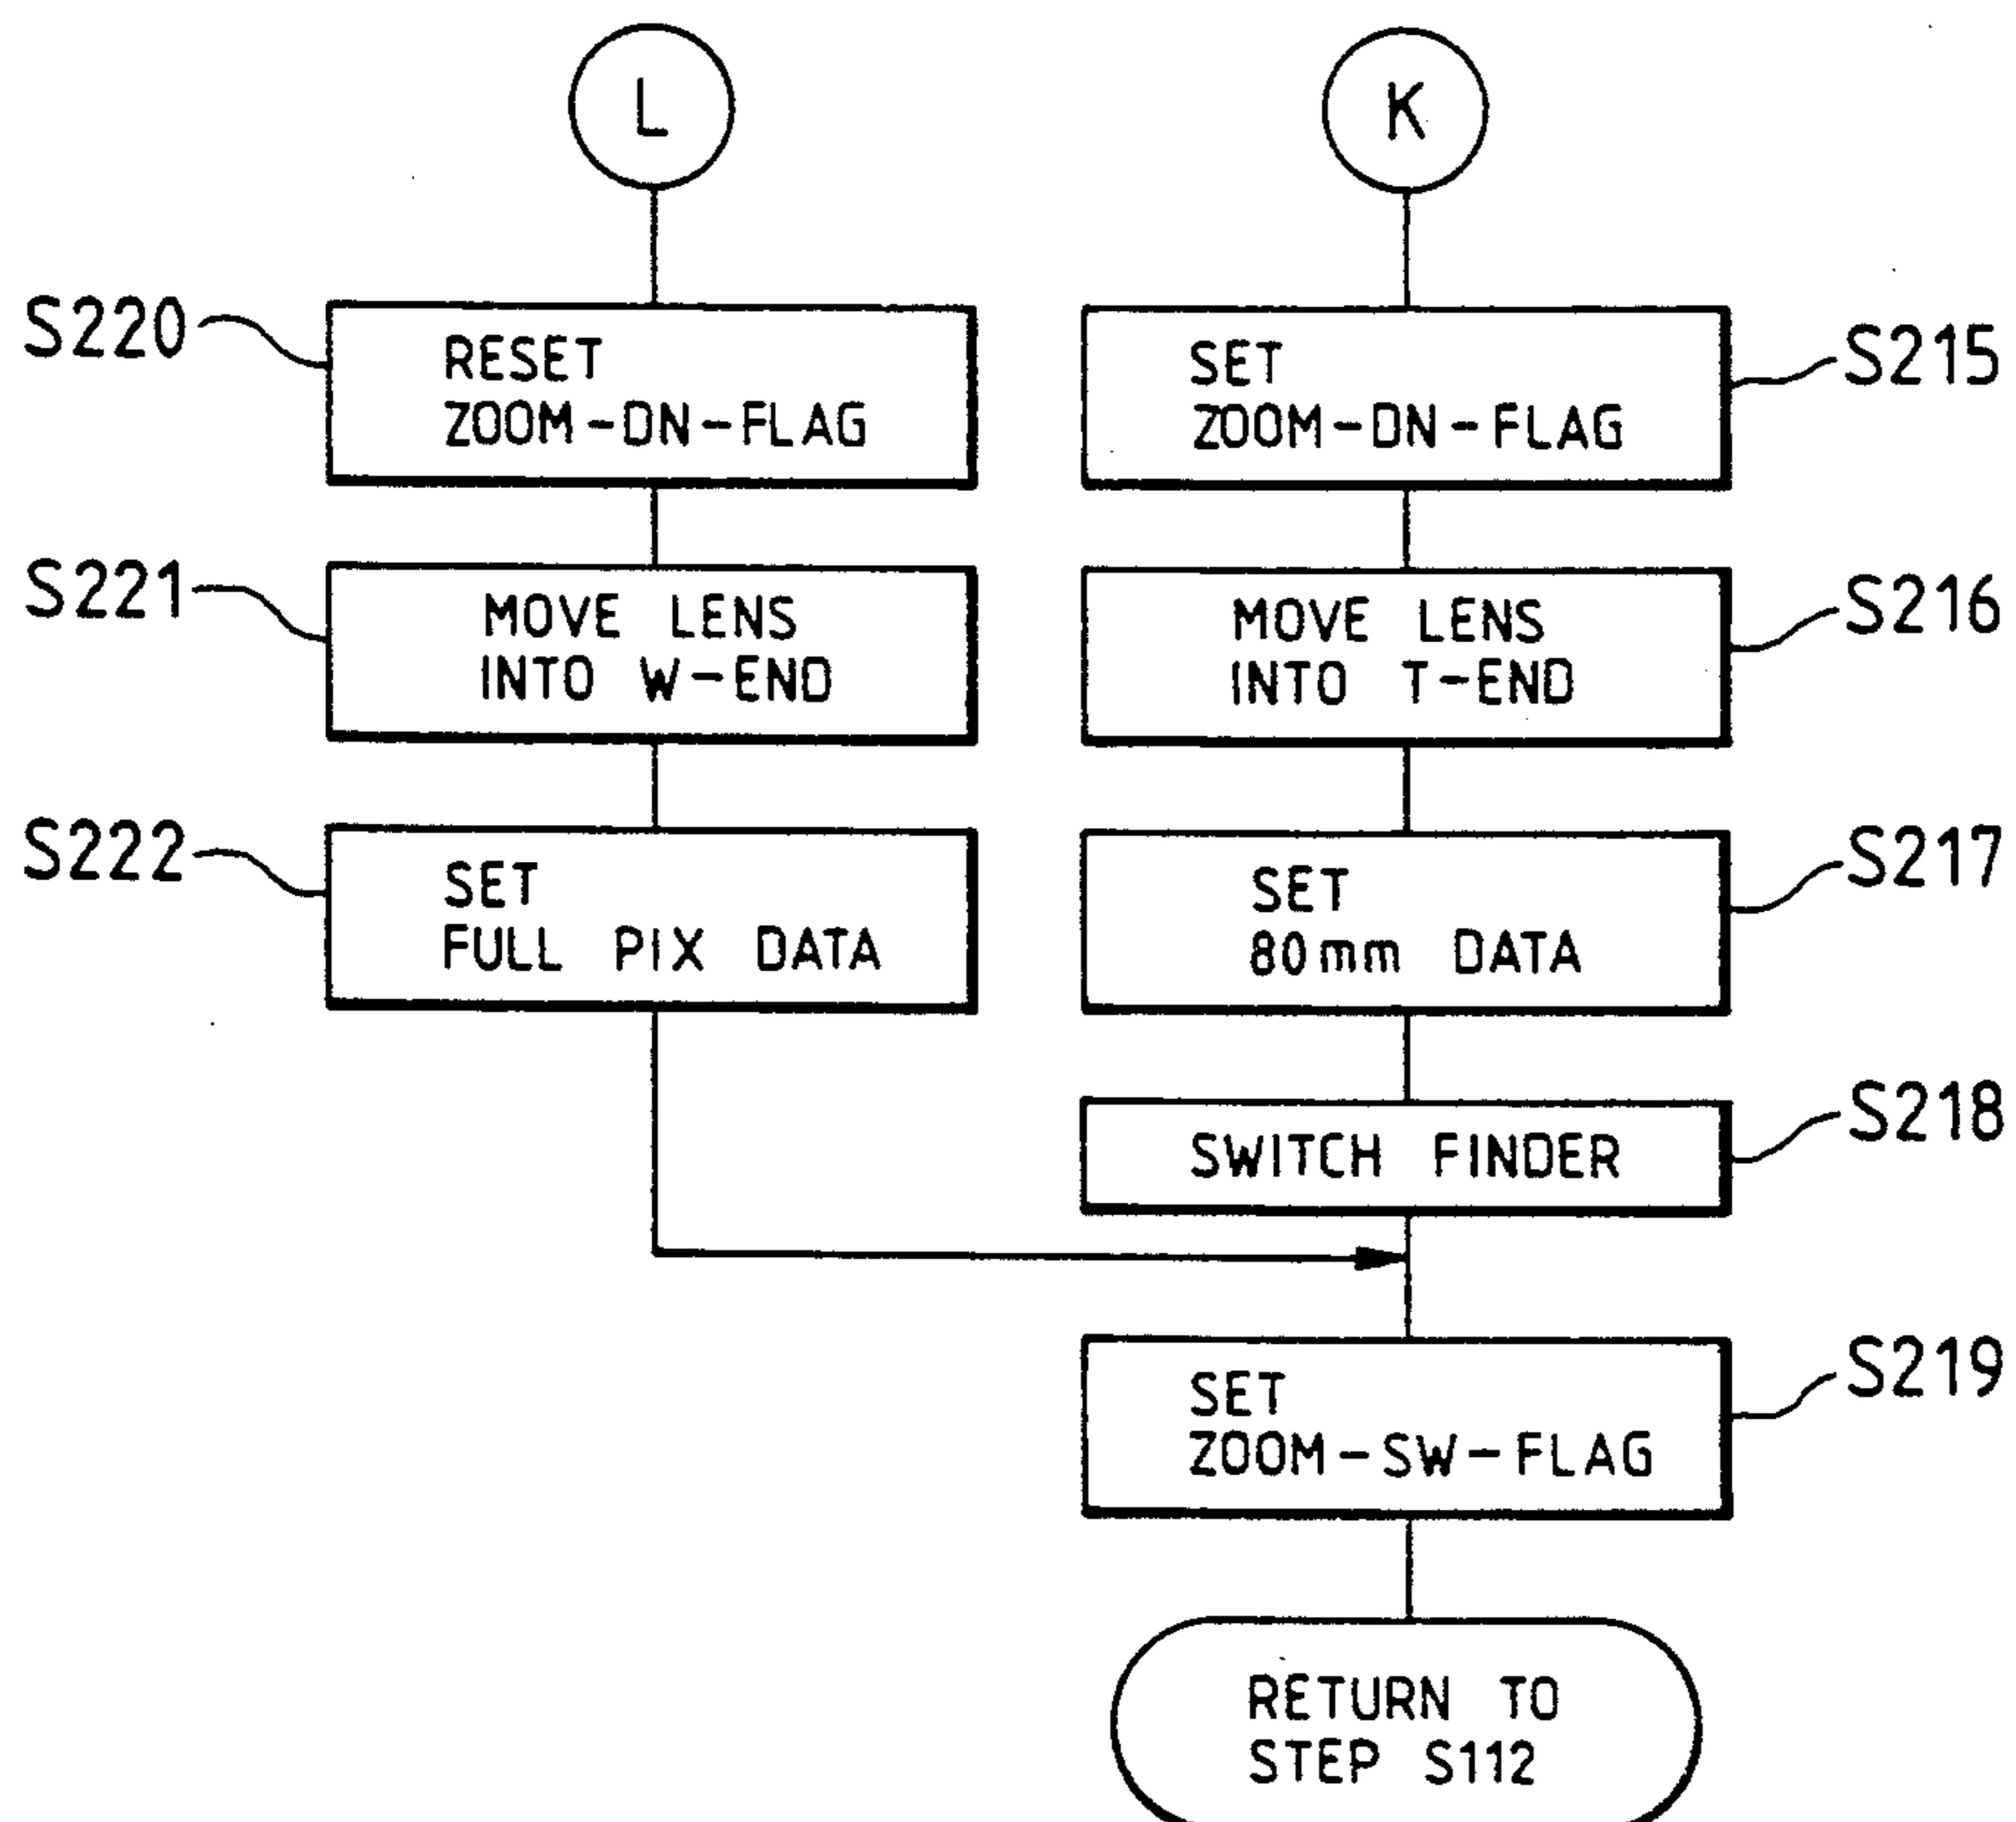 L
S220
RESET
ZOOM-DN-FLAG
S221
MOVE LENS
INTO W-END
S222
SET
FULL PIX DATA
K
SET
ZOOM-DN-FLAG
S215
MOVE LENS
INTO T-END
S216
SET
80mm DATA
S217
SWITCH FINDER
S218
SET
ZOOM-SW-FLAG
S219
RETURN TO
STEP S112